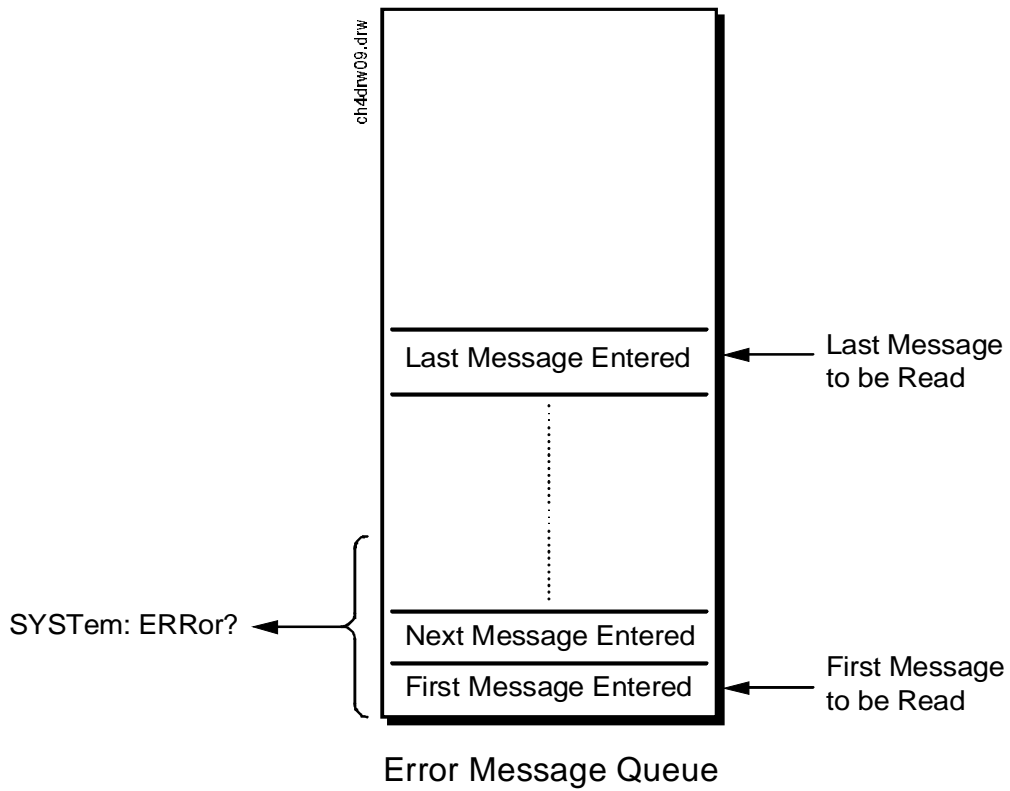 ch4drw09.drw
Last Message Entered
Last Message
to be Read
SYSTem: ERRor?
Next Message Entered
First Message Entered
First Message
to be Read
Error Message Queue